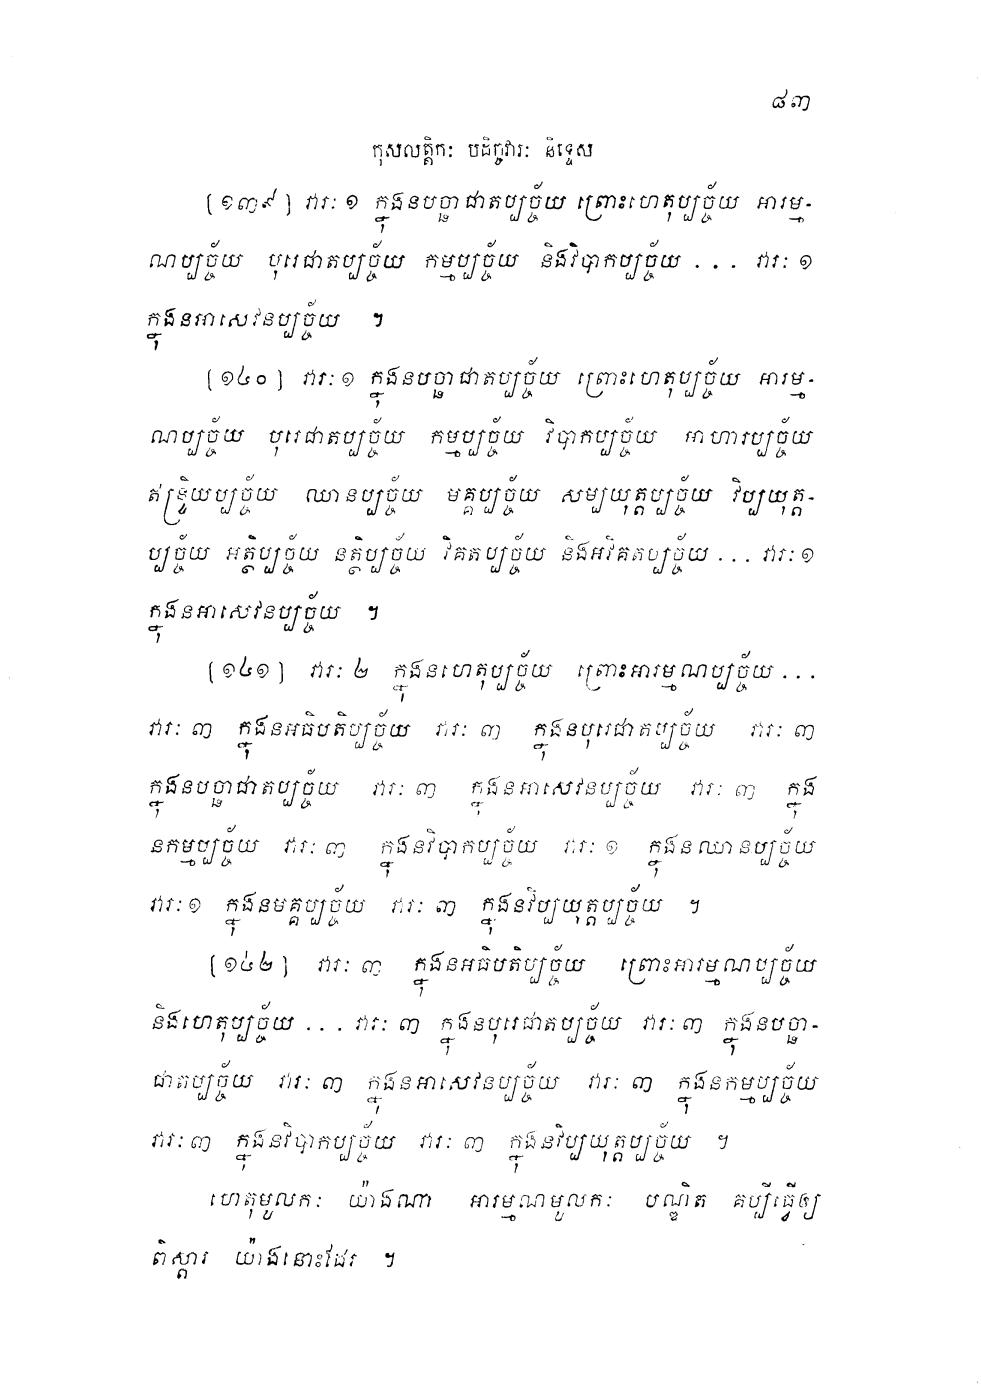 ៨៣
កុសលត្តិកៈ បដិច្ចវារៈ និទ្ទេស
[១៣៩] វារៈ ១ ក្នុងនបច្ឆាជាតប្បច្ច័យ ព្រោះហេតុប្បច្ច័យ អារម្ម-
ណប្បច្ច័យ បុរេជាតប្បច្ច័យ កម្មប្បច្ច័យ និងវិបាកប្បច្ច័យ ... វារៈ ១
ក្នុងនអាសេវនប្បច្ច័យ ។
[១៤០] វារៈ ១ ក្នុងនបច្ឆាជាតប្បច្ច័យ ព្រោះហេតុប្បច្ច័យ អារម្ម-
ណប្បច្ច័យ បុរេជាតប្បច្ច័យ កម្មប្បច្ច័យ វិបាកប្បច្ច័យ អាហារប្បច្ច័យ
ឥន្ទ្រិយប្បច្ច័យ ឈានប្បច្ច័យ មគ្គប្បច្ច័យ សម្បយុត្តប្បច្ច័យ វិប្បយុត្ត-
ប្បច្ច័យ អត្ថិប្បច្ច័យ នត្ថិប្បច្ច័យ វិគតប្បច្ច័យ និងអវិគតប្បច្ច័យ ... វារៈ ១
ក្នុងនអាសេវនប្បច្ច័យ ។
[១៤១] វារៈ ២ ក្នុងនហេតុប្បច្ច័យ ព្រោះអារម្មណប្បច្ច័យ ...
វារៈ ៣ ក្នុងនអធិបតិប្បច្ច័យ វារៈ ៣ ក្នុងនបុរេជាតប្បច្ច័យ វារៈ ៣
ក្នុងនបច្ឆាជាតប្បច្ច័យ វារៈ ៣ ក្នុងនអាសេវនប្បច្ច័យ វារៈ ៣ ក្នុង
នកម្មប្បច្ច័យ វារៈ ៣ ក្នុងនវិបាកប្បច្ច័យ វារៈ ១ ក្នុងនឈានប្បច្ច័យ
វារៈ ១ ក្នុងនមគ្គប្បច្ច័យ វារៈ ៣ ក្នុងនវិប្បយុត្តប្បច្ច័យ ។
[១៤២] វារៈ ៣ ក្នុងនអធិបតិប្បច្ច័យ ព្រោះអារម្មណប្បច្ច័យ
និងហេតុប្បច្ច័យ ... វារៈ ៣ ក្នុងនបុរេជាតប្បច្ច័យ វារៈ ៣ ក្នុងនបច្ឆា-
ជាតប្បច្ច័យ វារៈ ៣ ក្នុងនអាសេវនប្បច្ច័យ វារៈ ៣ ក្នុងនកម្មប្បច្ច័យ
វារៈ ៣ ក្នុងនវិបាកប្បច្ច័យ វារៈ ៣ ក្នុងនវិប្បយុត្តប្បច្ច័យ ។
ហេតុមូលកៈ យ៉ាងណា អារម្មណមូលកៈ បណ្ឌិត គប្បីធ្វើឲ្យ
ពិស្តារ យ៉ាងនោះដែរ ។